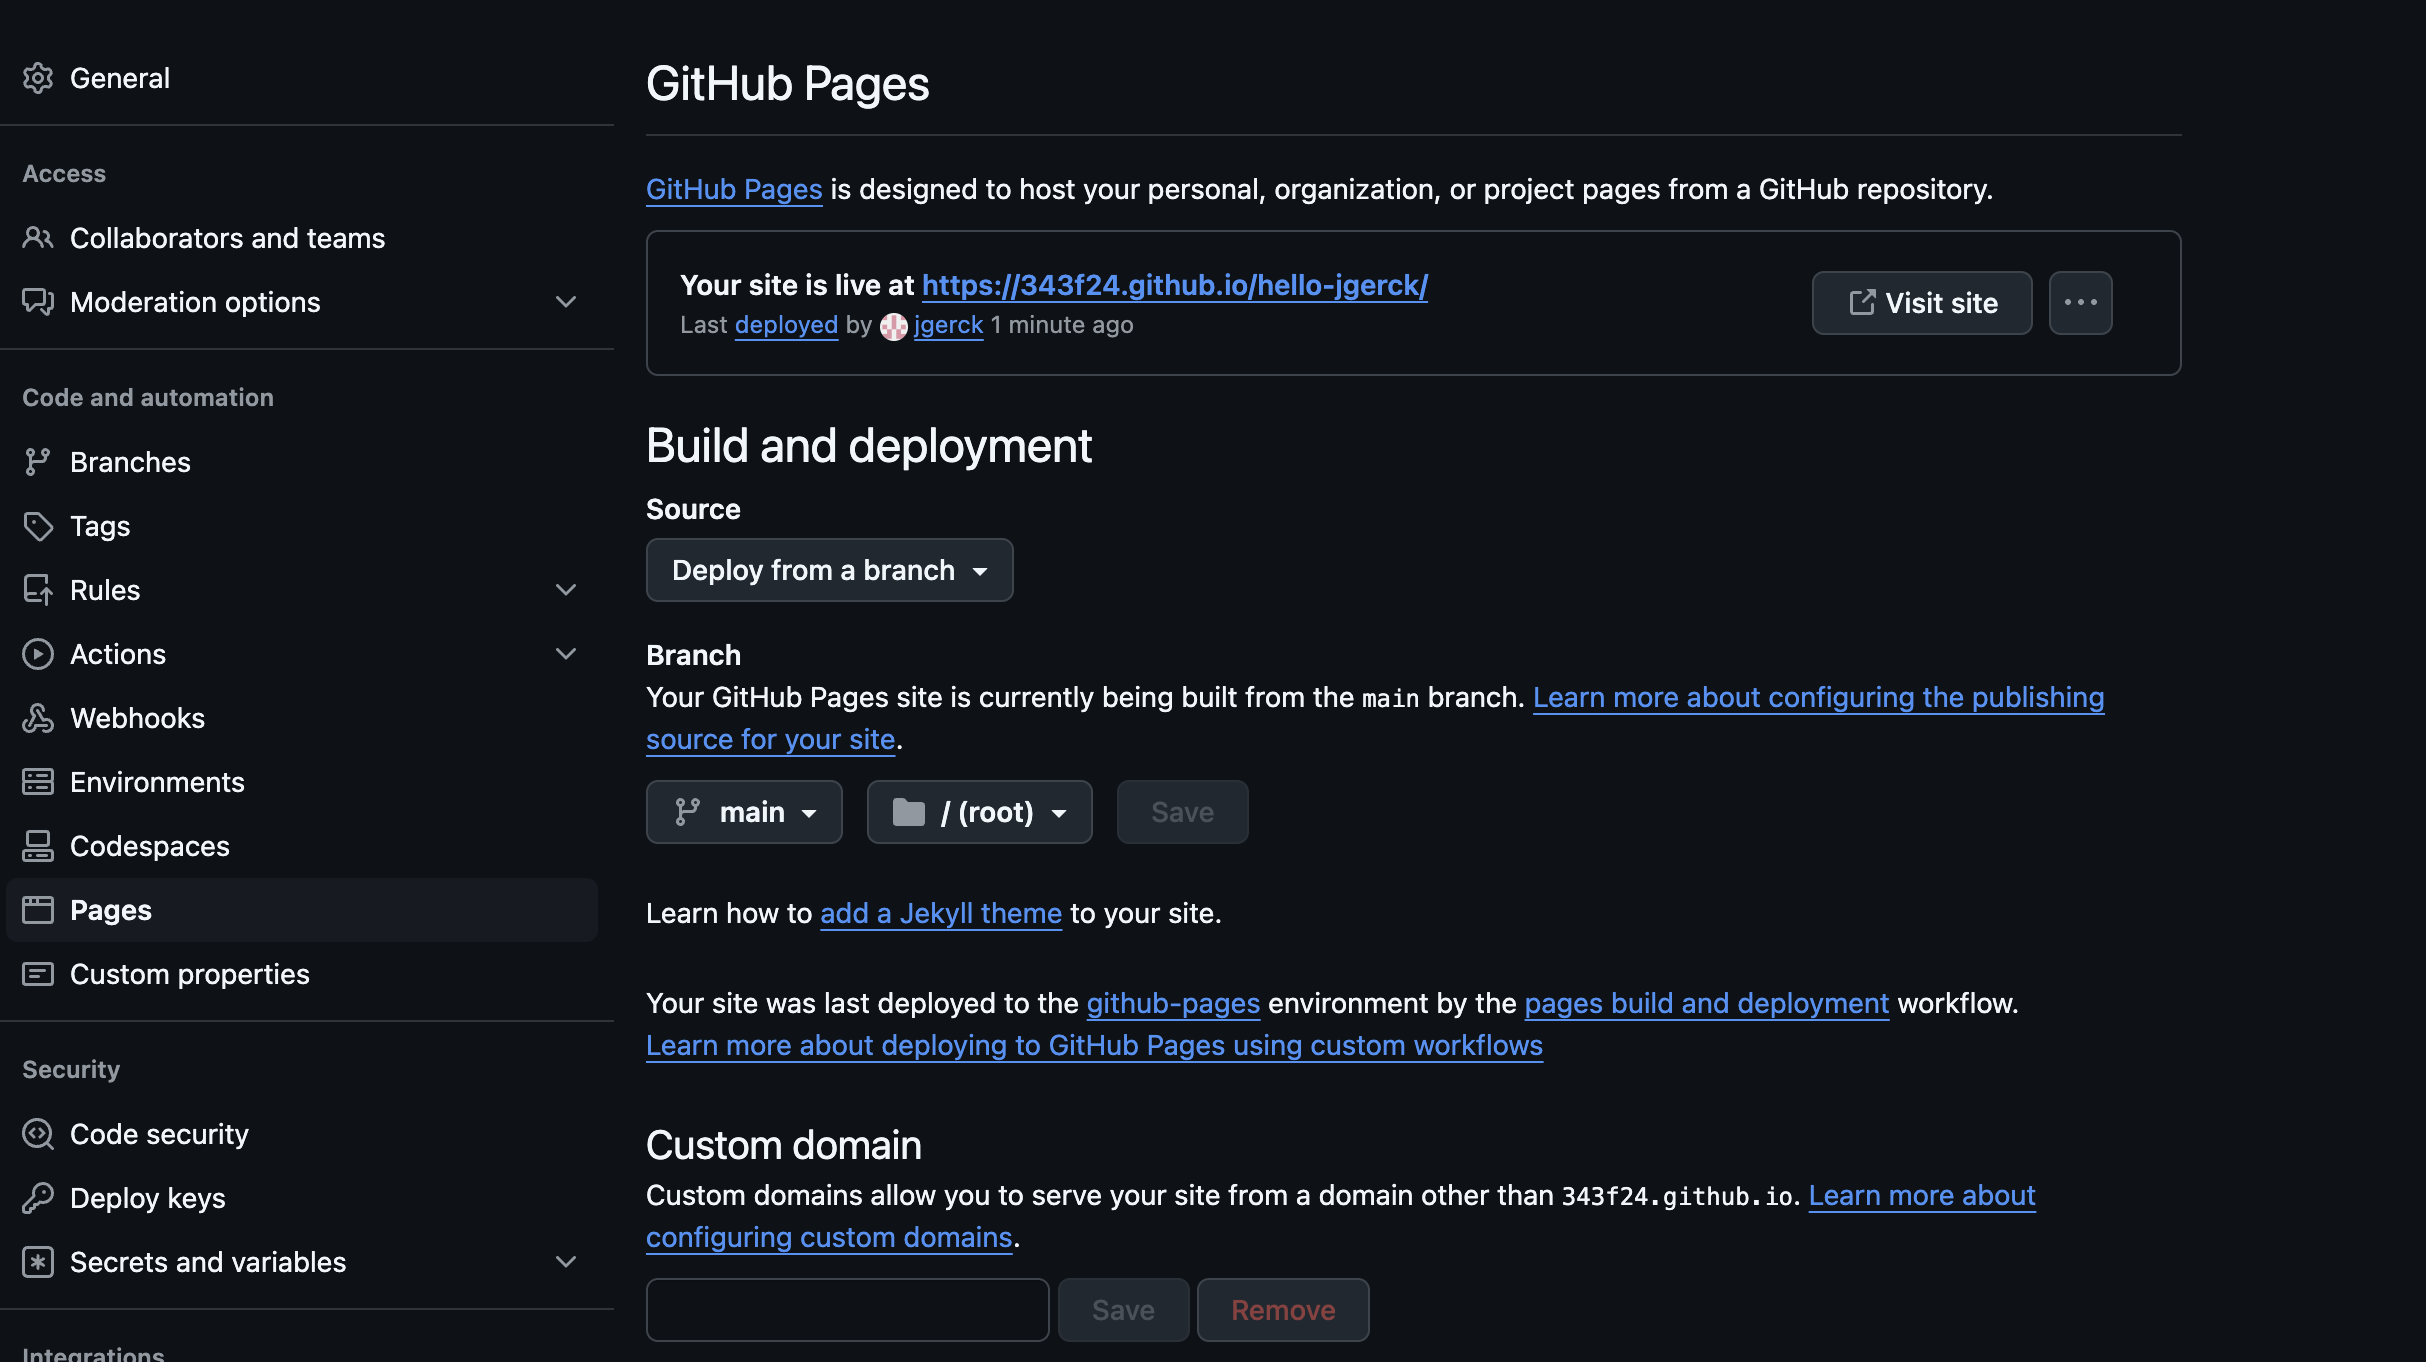 General
Access
Collaborators and teams
Moderation options
Code and automation
Branches
Tags
Rules
Actions
Webhooks
Environments
Codespaces
Pages
Custom properties
Security
Code security
Deploy keys
Secrets and variables
Integrations
GitHub Pages
GitHub Pages is designed to host your personal, organization, or project pages from a GitHub repository.
Your site is live at https://343f24.github.io/hello-jgerck/
Last deployed by jgerck 1 minute ago
Visit site
Build and deployment
Source
Deploy from a branch
Branch
Your GitHub Pages site is currently being built from the main branch. Learn more about configuring the publishing
source for your site.
main / (root) Save
Learn how to add a Jekyll theme to your site.
Your site was last deployed to the github-pages environment by the pages build and deployment workflow.
Learn more about deploying to GitHub Pages using custom workflows
Custom domain
Custom domains allow you to serve your site from a domain other than 343f24.github.io. Learn more about
configuring custom domains.
Save Remove